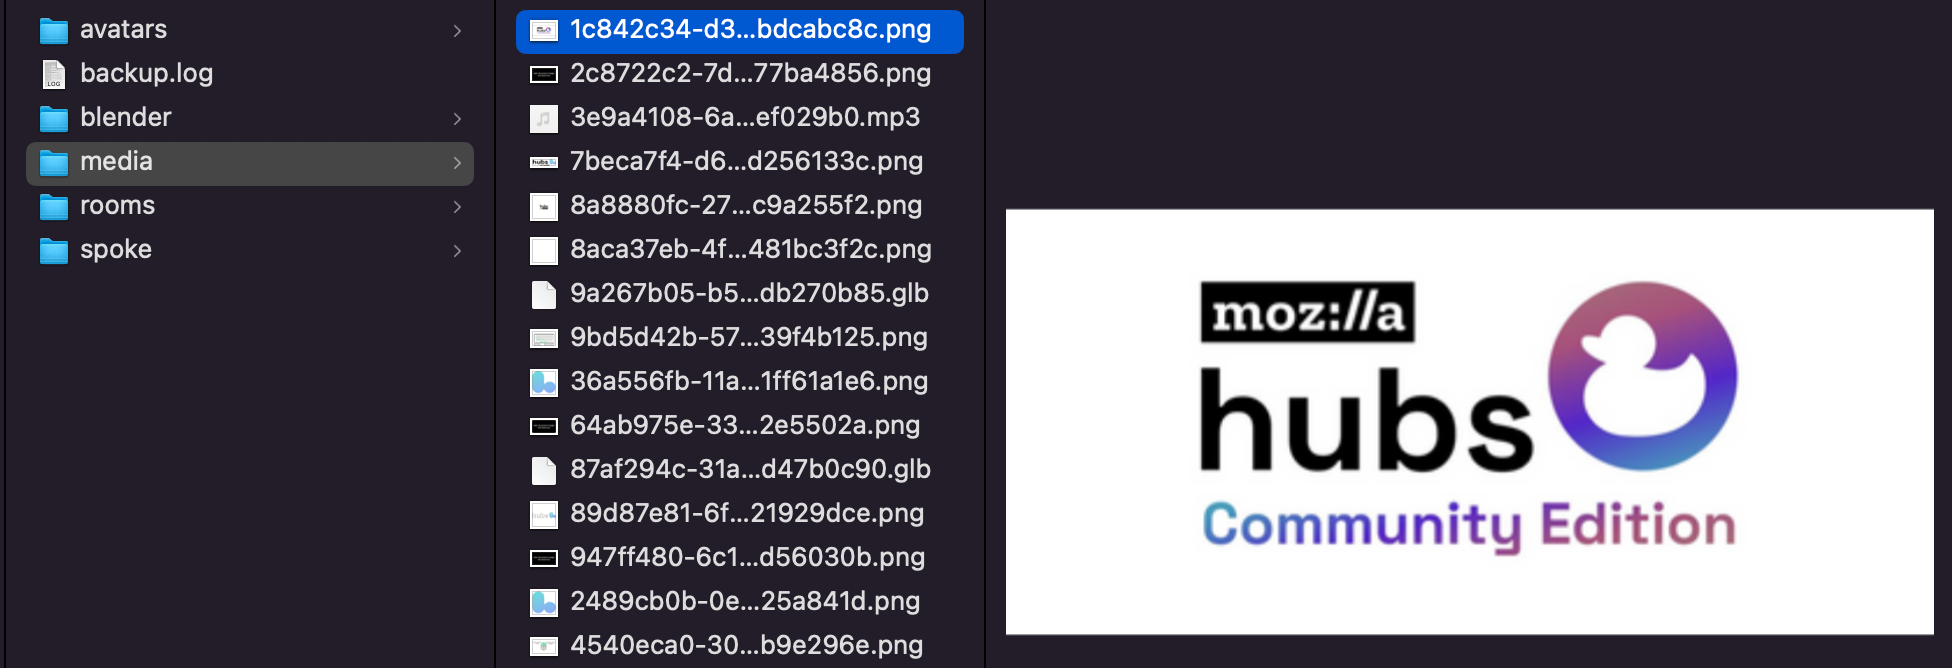 avatars
backup.log
blender
media
rooms
spoke
1c842c34-d3...bdcabc8c.png
2c8722c2-7d...77ba4856.png
3e9a4108-6a...ef029b0.mp3
7beca7f4-d6...d256133c.png
8a8880fc-27...c9a255f2.png
8aca37eb-4f...481bc3f2c.png
9a267b05-b5...db270b85.glb
9bd5d42b-57...39f4b125.png
36a556fb-11a...1ff61a1e6.png
64ab975e-33...2e5502a.png
87af294c-31a...d47b0c90.glb
89d87e81-6f...21929dce.png
947ff480-6c1...d56030b.png
2489cb0b-0e...25a841d.png
4540eca0-30...b9e296e.png
moz://a
hubs
Community Edition